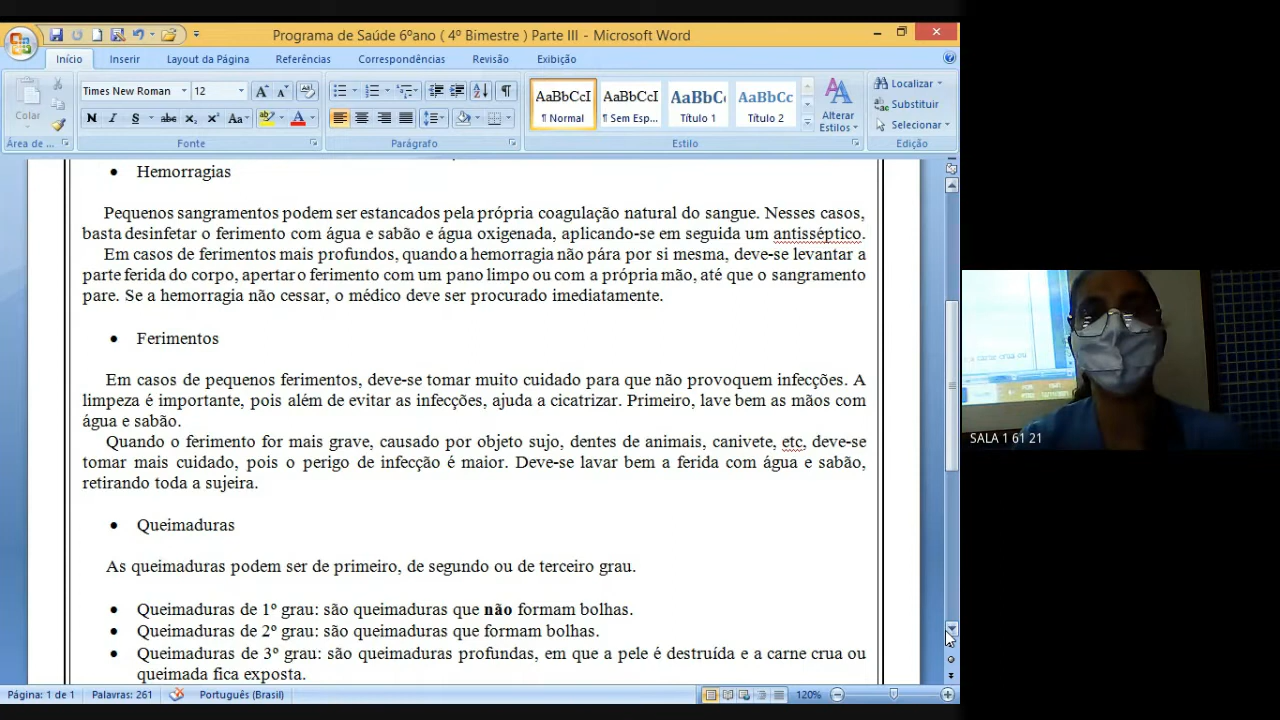 Programa de Saúde 6ºano ( 4º Bimestre ) Parte III - Microsoft Word
Início Inserir Layout da Página Referências Correspondências Revisão Exibição
Times New Roman 12
Colar
N I S abc x₂ x² Aa
AaBbCcI AaBbCcI AaBbC AaBbCc
¶ Normal ¶ Sem Esp... Título 1 Título 2
Alterar Estilos
Localizar
Substituir
Selecionar
Área de... Fonte Parágrafo Estilo Edição
• Hemorragias
Pequenos sangramentos podem ser estancados pela própria coagulação natural do sangue. Nesses casos,
basta desinfetar o ferimento com água e sabão e água oxigenada, aplicando-se em seguida um antisséptico.
Em casos de ferimentos mais profundos, quando a hemorragia não pára por si mesma, deve-se levantar a
parte ferida do corpo, apertar o ferimento com um pano limpo ou com a própria mão, até que o sangramento
pare. Se a hemorragia não cessar, o médico deve ser procurado imediatamente.
• Ferimentos
Em casos de pequenos ferimentos, deve-se tomar muito cuidado para que não provoquem infecções. A
limpeza é importante, pois além de evitar as infecções, ajuda a cicatrizar. Primeiro, lave bem as mãos com
água e sabão.
Quando o ferimento for mais grave, causado por objeto sujo, dentes de animais, canivete, etc, deve-se
tomar mais cuidado, pois o perigo de infecção é maior. Deve-se lavar bem a ferida com água e sabão,
retirando toda a sujeira.
• Queimaduras
As queimaduras podem ser de primeiro, de segundo ou de terceiro grau.
• Queimaduras de 1º grau: são queimaduras que não formam bolhas.
• Queimaduras de 2º grau: são queimaduras que formam bolhas.
• Queimaduras de 3º grau: são queimaduras profundas, em que a pele é destruída e a carne crua ou
queimada fica exposta.
Página: 1 de 1 Palavras: 261 Português (Brasil) 120%
SALA 1 61 21